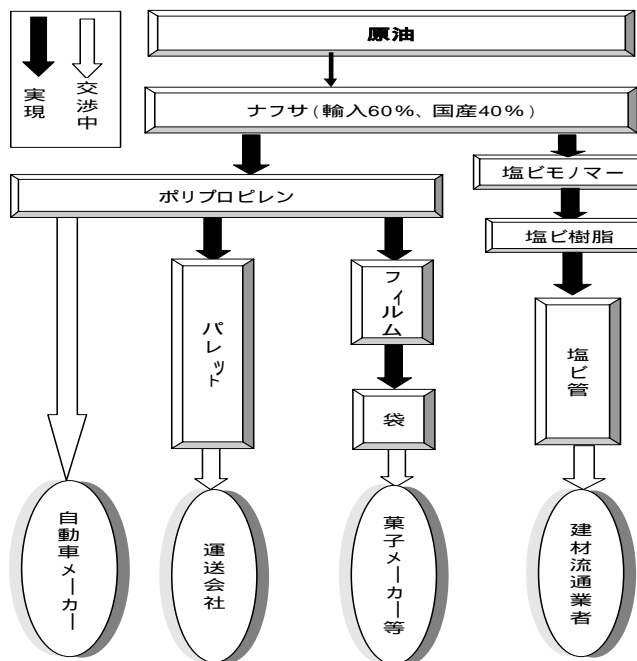 原油
実現
交渉中
ナフサ(輸入60%、国産40%)
塩ビモノマー
ポリプロピレン
塩ビ樹脂
パレット
フィルム
塩ビ管
袋
自動車メーカー
運送会社
菓子メーカー等
建材流通業者